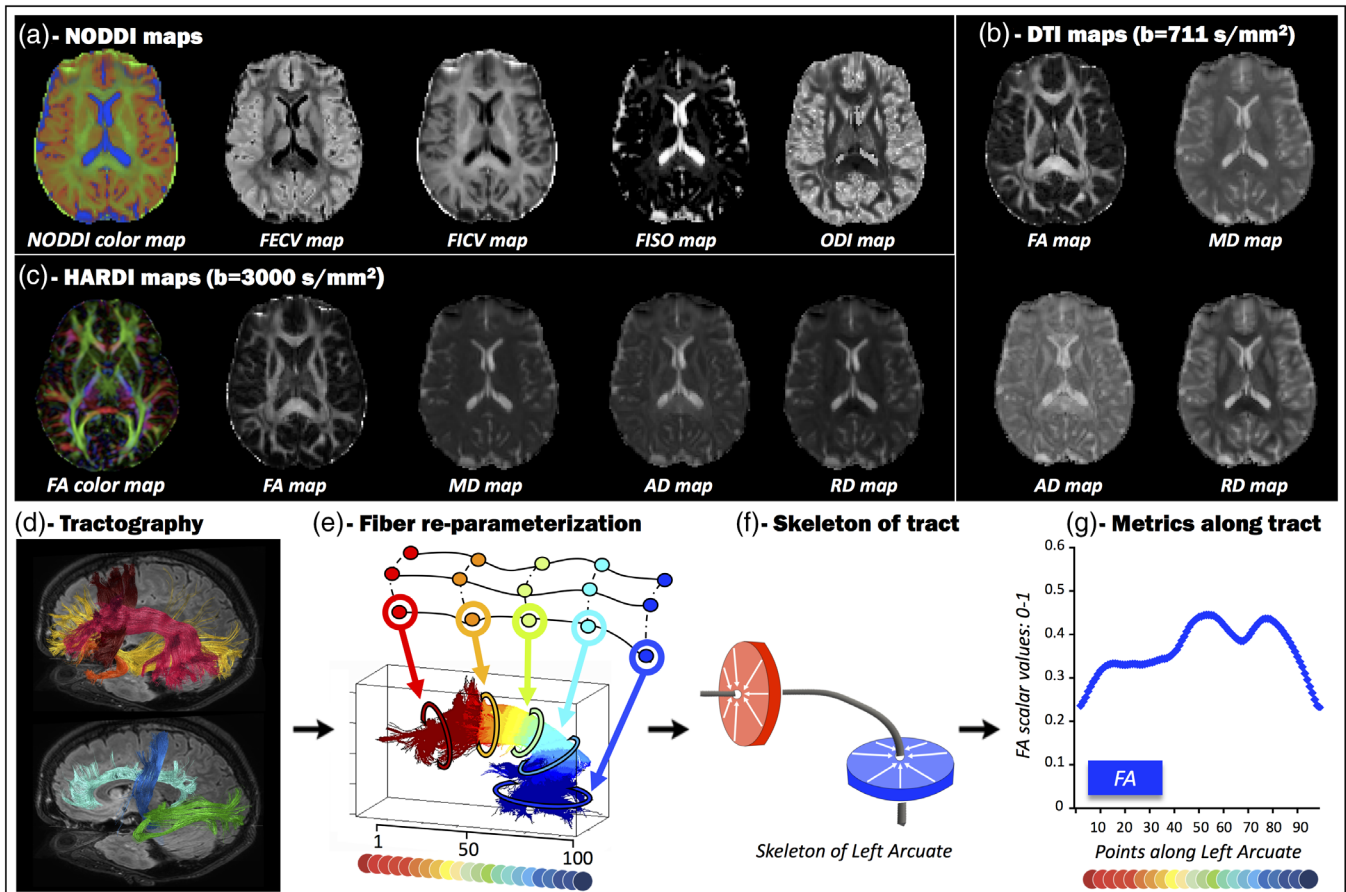 (a)- NODDI maps
NODDI color map
FECV map
FICV map
FISO map
ODI map
(b)- DTI maps (b=711 s/mm²)
FA map
MD map
AD map
RD map
(c)- HARDI maps (b=3000 s/mm²)
FA color map
FA map
MD map
AD map
RD map
(d)- Tractography
(e)- Fiber re-parameterization
1
50
100
(f)- Skeleton of tract
Skeleton of Left Arcuate
(g)- Metrics along tract
FA scalar values: 0-1
0.6
0.5
0.4
0.3
0.2
0.1
0
FA
10 20 30 40 50 60 70 80 90
Points along Left Arcuate